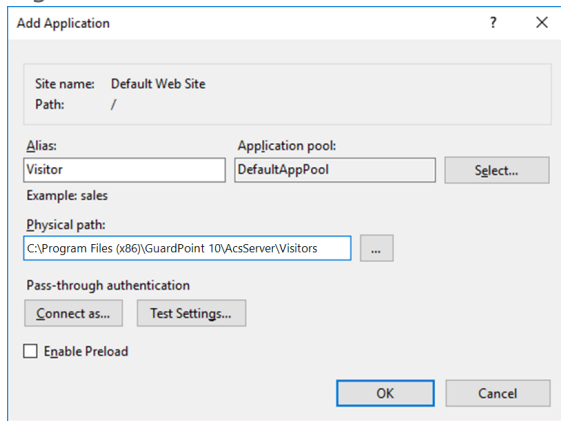 Add Application ? ×
Site name: Default Web Site
Path: /
Alias: Application pool:
Visitor DefaultAppPool Select...
Example: sales
Physical path:
C:\Program Files (x86)\GuardPoint 10\AcsServer\Visitors ...
Pass-through authentication
Connect as... Test Settings...
Enable Preload
OK Cancel